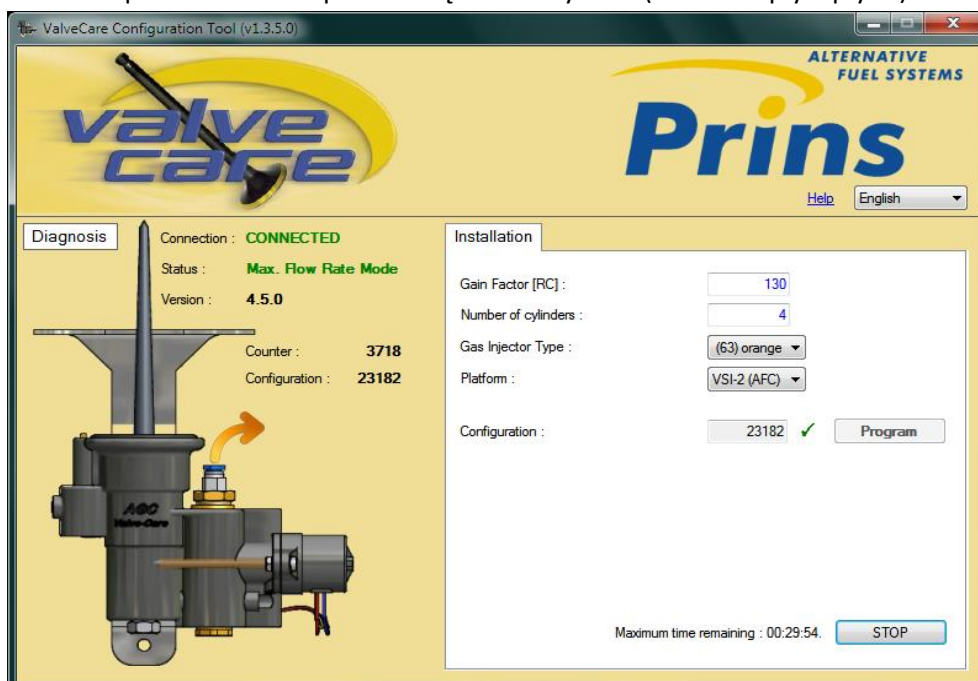 ValveCare Configuration Tool (v1.3.5.0)
valve
care
ALTERNATIVE
FUEL SYSTEMS
Prins
Help English
Diagnosis
Connection : CONNECTED
Status : Max. Flow Rate Mode
Version : 4.5.0
Counter : 3718
Configuration : 23182
AGC
Valve-Care
Installation
Gain Factor [RC] : 130
Number of cylinders : 4
Gas Injector Type : (63) orange
Platform : VSI-2 (AFC)
Configuration : 23182 ✓ Program
Maximum time remaining : 00:29:54. STOP